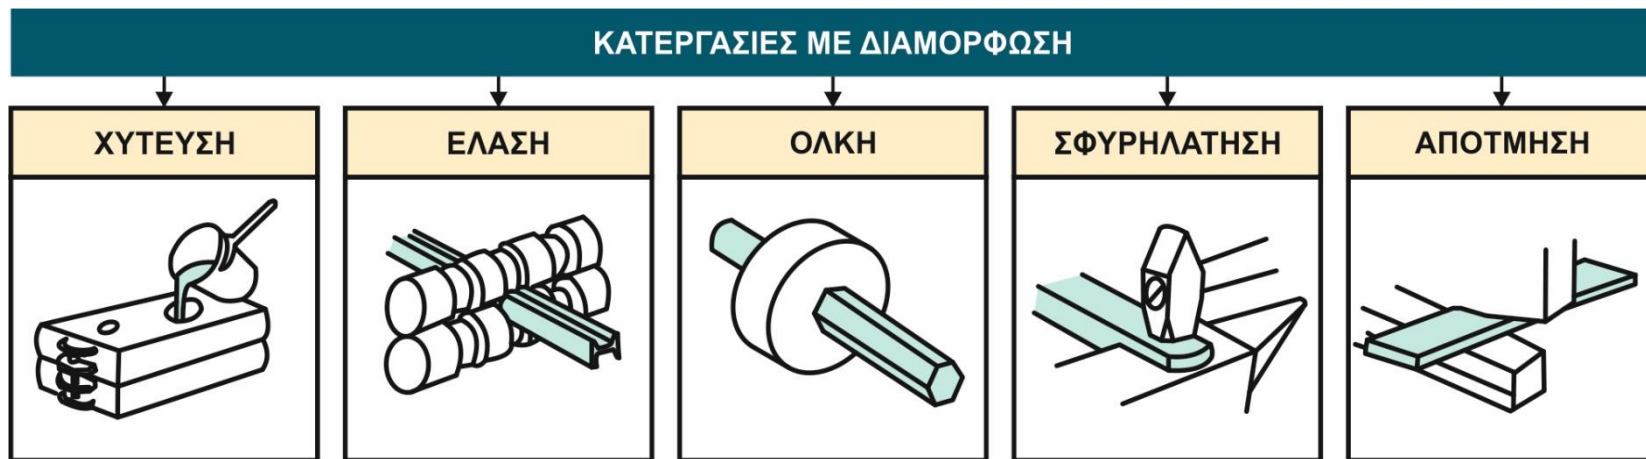 ΚΑΤΕΡΓΑΣΙΕΣ ΜΕ ΔΙΑΜΟΡΦΩΣΗ
ΧΥΤΕΥΣΗ
ΕΛΑΣΗ
ΟΛΚΗ
ΣΦΥΡΗΛΑΤΗΣΗ
ΑΠΟΤΜΗΣΗ